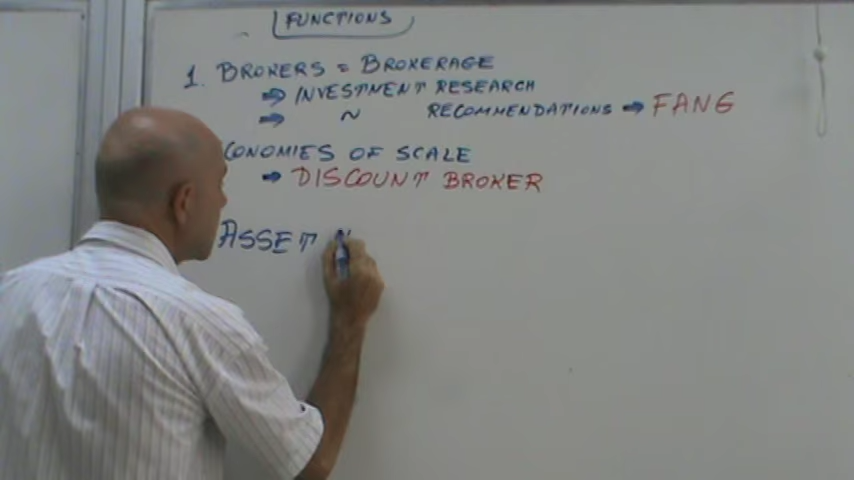 FUNCTIONS
1. BROKERS = BROKERAGE
➡ INVESTMENT RESEARCH
➡ ~ RECOMMENDATIONS ➡ FANG
CONOMIES OF SCALE
➡ DISCOUNT BROKER
ASSET